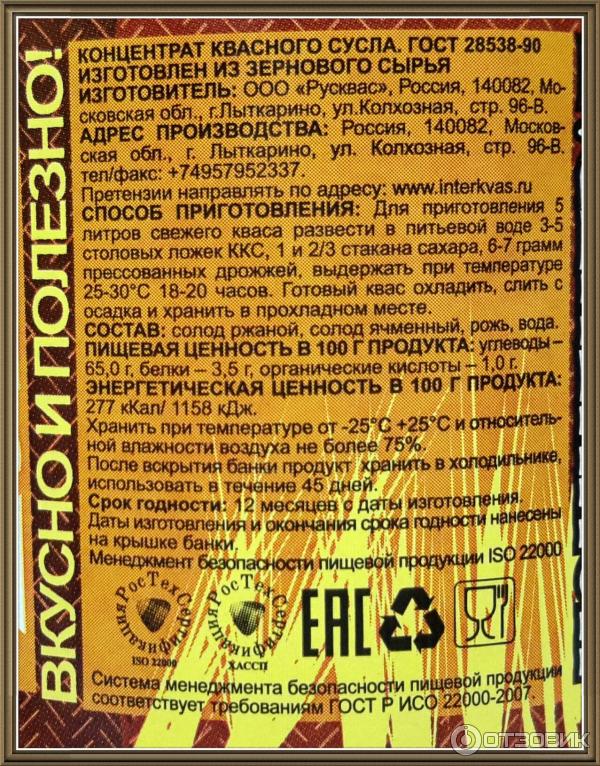 ВКУСНО И ПОЛЕЗНО!
КОНЦЕНТРАТ КВАСНОГО СУСЛА. ГОСТ 28538-90
ИЗГОТОВЛЕН ИЗ ЗЕРНОВОГО СЫРЬЯ
ИЗГОТОВИТЕЛЬ: ООО «Русквас», Россия, 140082, Мо-
сковская обл., г.Лыткарино, ул.Колхозная, стр. 96-В.
АДРЕС ПРОИЗВОДСТВА: Россия, 140082, Москов-
ская обл., г. Лыткарино, ул. Колхозная, стр. 96-В.
тел/факс: +74957952337.
Претензии направлять по адресу: www.interkvas.ru
СПОСОБ ПРИГОТОВЛЕНИЯ: Для приготовления 5
литров свежего кваса развести в питьевой воде 3-5
столовых ложек ККС, 1 и 2/3 стакана сахара, 6-7 грамм
прессованных дрожжей, выдержать при температуре
25-30°С 18-20 часов. Готовый квас охладить, слить с
осадка и хранить в прохладном месте.
СОСТАВ: солод ржаной, солод ячменный, рожь, вода.
ПИЩЕВАЯ ЦЕННОСТЬ В 100 Г ПРОДУКТА: углеводы –
65,0 г, белки – 3,5 г, органические кислоты – 1,0 г.
ЭНЕРГЕТИЧЕСКАЯ ЦЕННОСТЬ В 100 Г ПРОДУКТА:
277 кКал/ 1158 кДж.
Хранить при температуре от -25°С +25°С и относитель-
ной влажности воздуха не более 75%.
После вскрытия банки продукт хранить в холодильнике,
использовать в течение 45 дней.
Срок годности: 12 месяцев с даты изготовления.
Даты изготовления и окончания срока годности нанесены
на крышке банки.
Менеджмент безопасности пищевой продукции ISO 22000
РосТехСертификация
ISO 22000
РосТехСертификация
ХАССП
ЕАС
Система менеджмента безопасности пищевой продукции
соответствует требованиям ГОСТ Р ИСО 22000-2007.
ОТЗОВИК